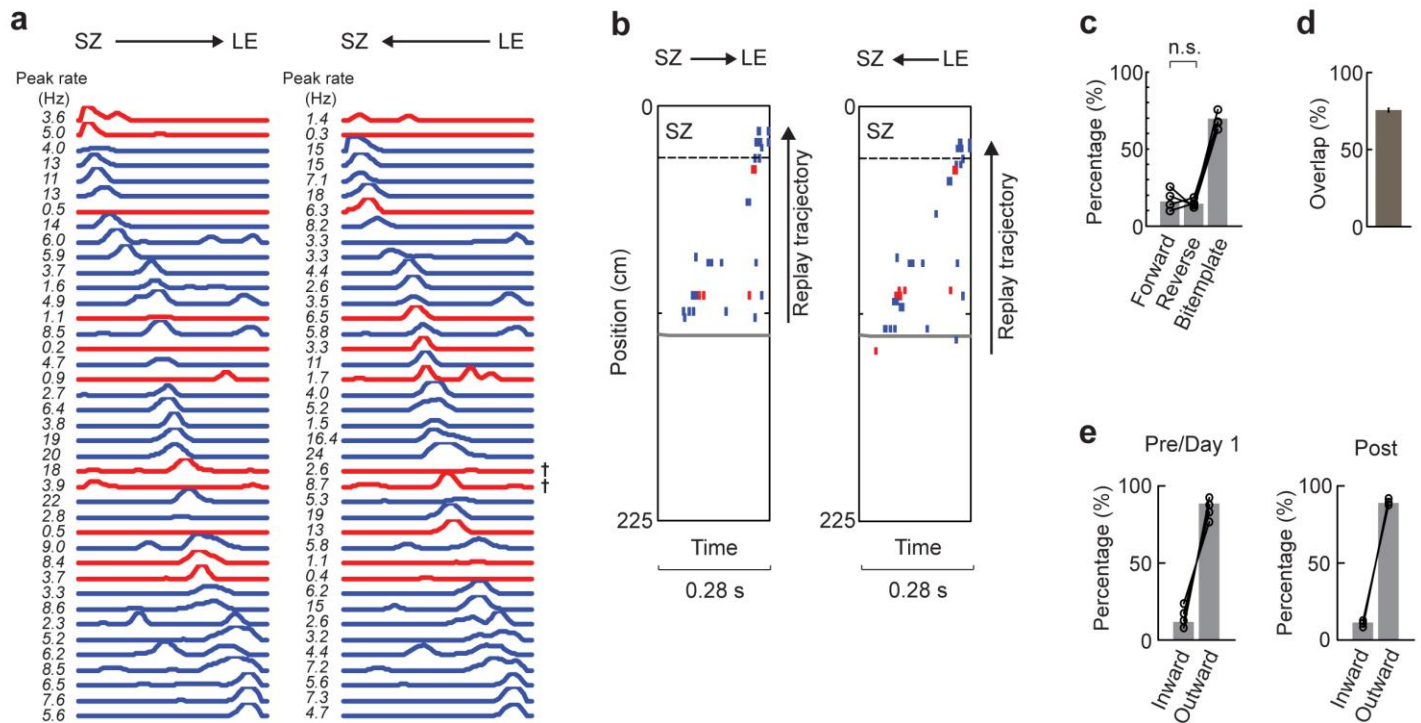 a
SZ LE
SZ LE
Peak rate
(Hz)
3.6
5.0
4.0
13
11
13
0.5
14
6.0
5.9
3.7
1.6
4.9
1.1
8.5
0.2
4.7
0.9
2.7
6.4
3.8
19
20
18
3.9
22
2.8
0.5
9.0
8.4
3.7
3.3
8.6
2.3
5.2
6.2
8.5
6.5
7.6
5.6
Peak rate
(Hz)
1.4
0.3
15
15
7.1
18
6.3
8.2
3.3
3.3
4.4
2.6
3.5
6.5
5.8
3.3
11
1.7
4.0
5.2
1.5
16.4
24
2.6 †
8.7 †
5.3
19
13
5.8
1.1
0.4
6.2
15
2.6
3.2
4.4
7.2
5.6
7.3
4.7
b
SZ LE
SZ LE
0
SZ
Position (cm)
225
Time
0.28 s
Replay tracjectory
0
SZ
225
Time
0.28 s
Replay tracjectory
c
n.s.
100
50
0
Percentage (%)
Forward
Reverse
Bitemplate
d
100
50
0
Overlap (%)
e
Pre/Day 1
100
50
0
Percentage (%)
Inward
Outward
Post
100
50
0
Percentage (%)
Inward
Outward